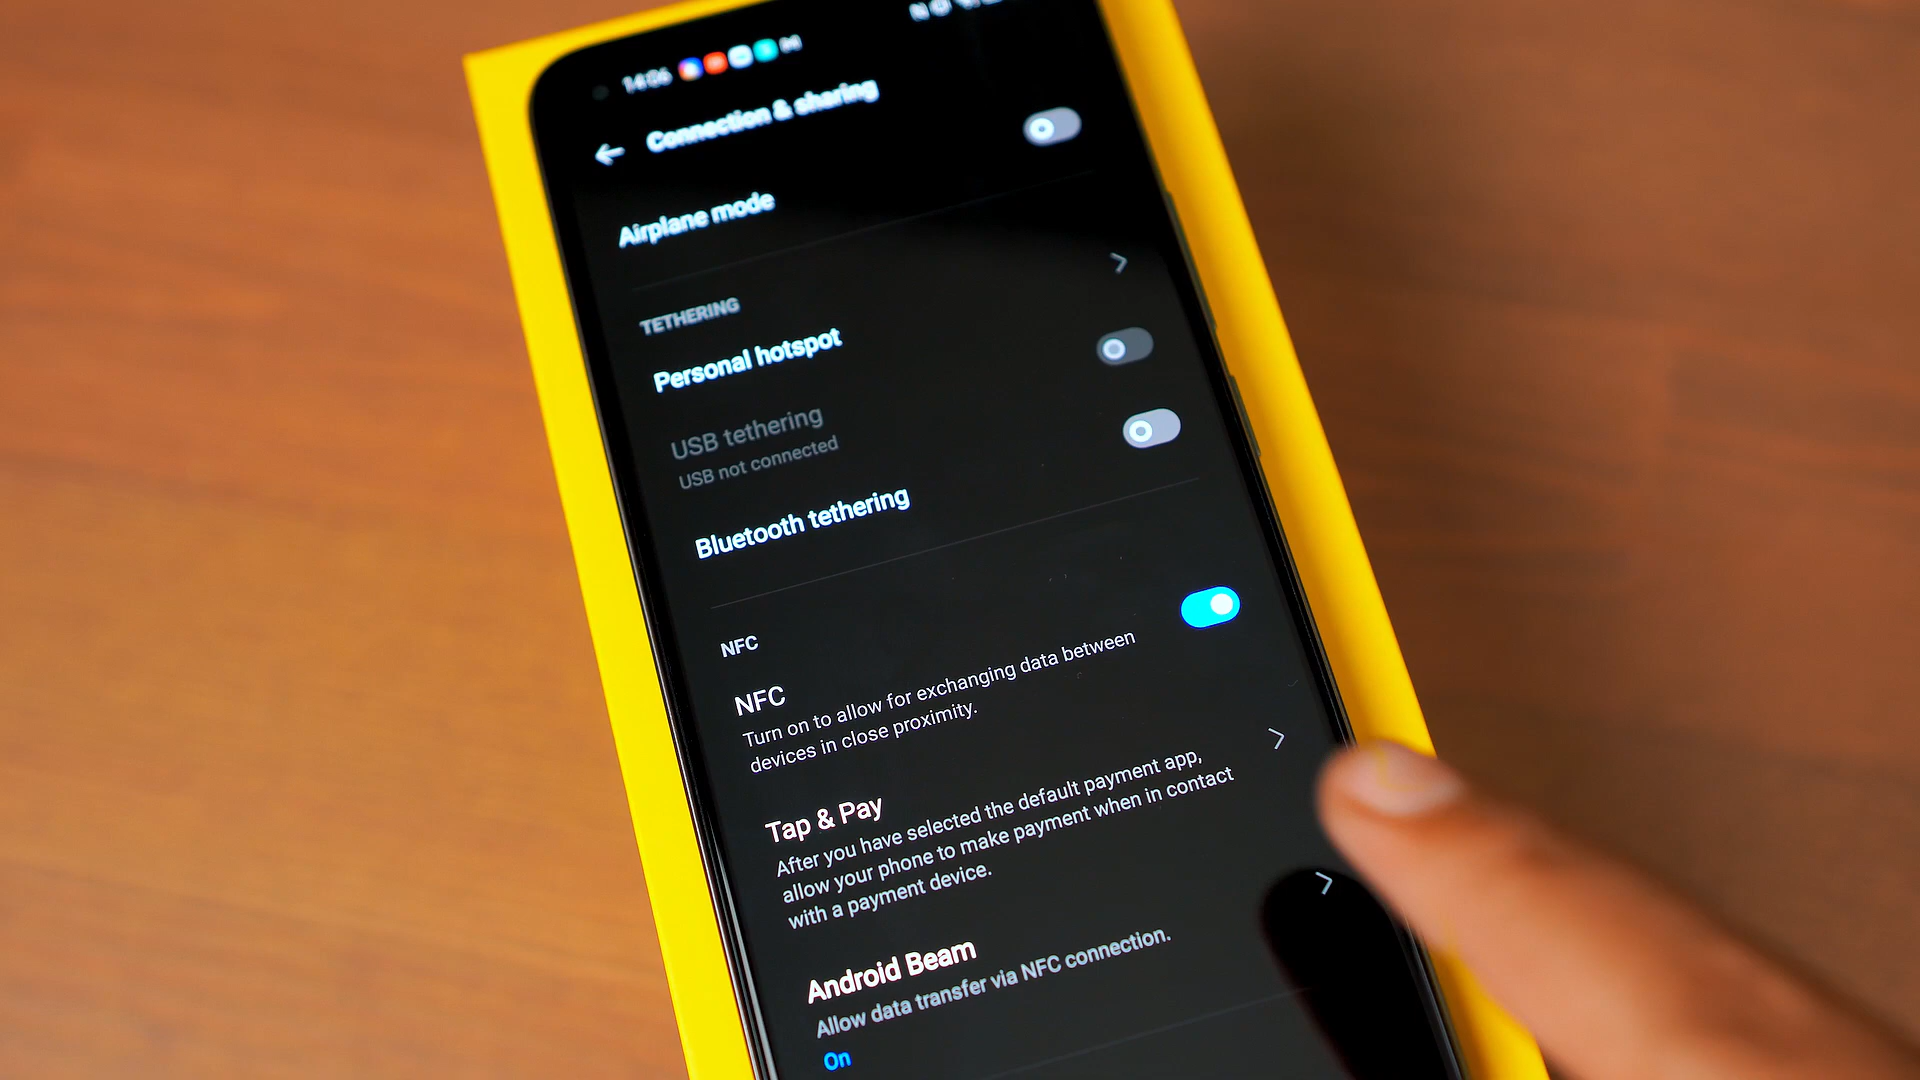 14:06
Connection & sharing
Airplane mode
TETHERING
Personal hotspot
USB tethering
USB not connected
Bluetooth tethering
NFC
NFC
Turn on to allow for exchanging data between
devices in close proximity.
Tap & Pay
After you have selected the default payment app,
allow your phone to make payment when in contact
with a payment device.
Android Beam
Allow data transfer via NFC connection.
On